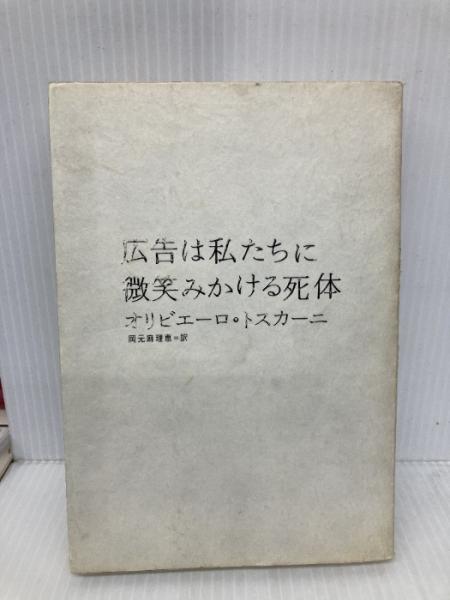 広告は私たちに
微笑みかける死体
オリビエーロ・トスカーニ
岡元麻理恵=訳